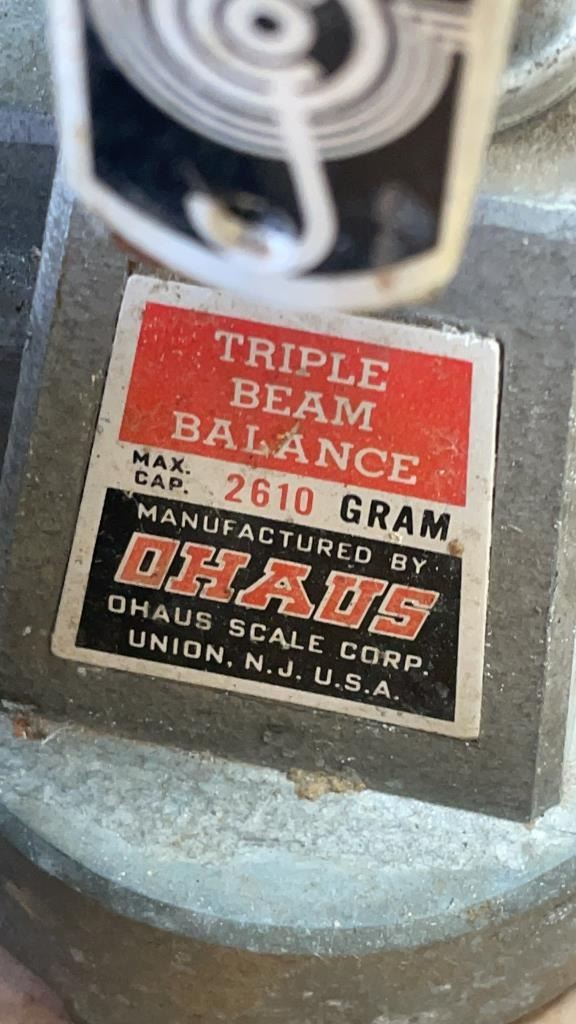 TRIPLE
BEAM
BALANCE
MAX.
CAP. 2610 GRAM
MANUFACTURED BY
OHAUS
OHAUS SCALE CORP.
UNION, N.J. U.S.A.